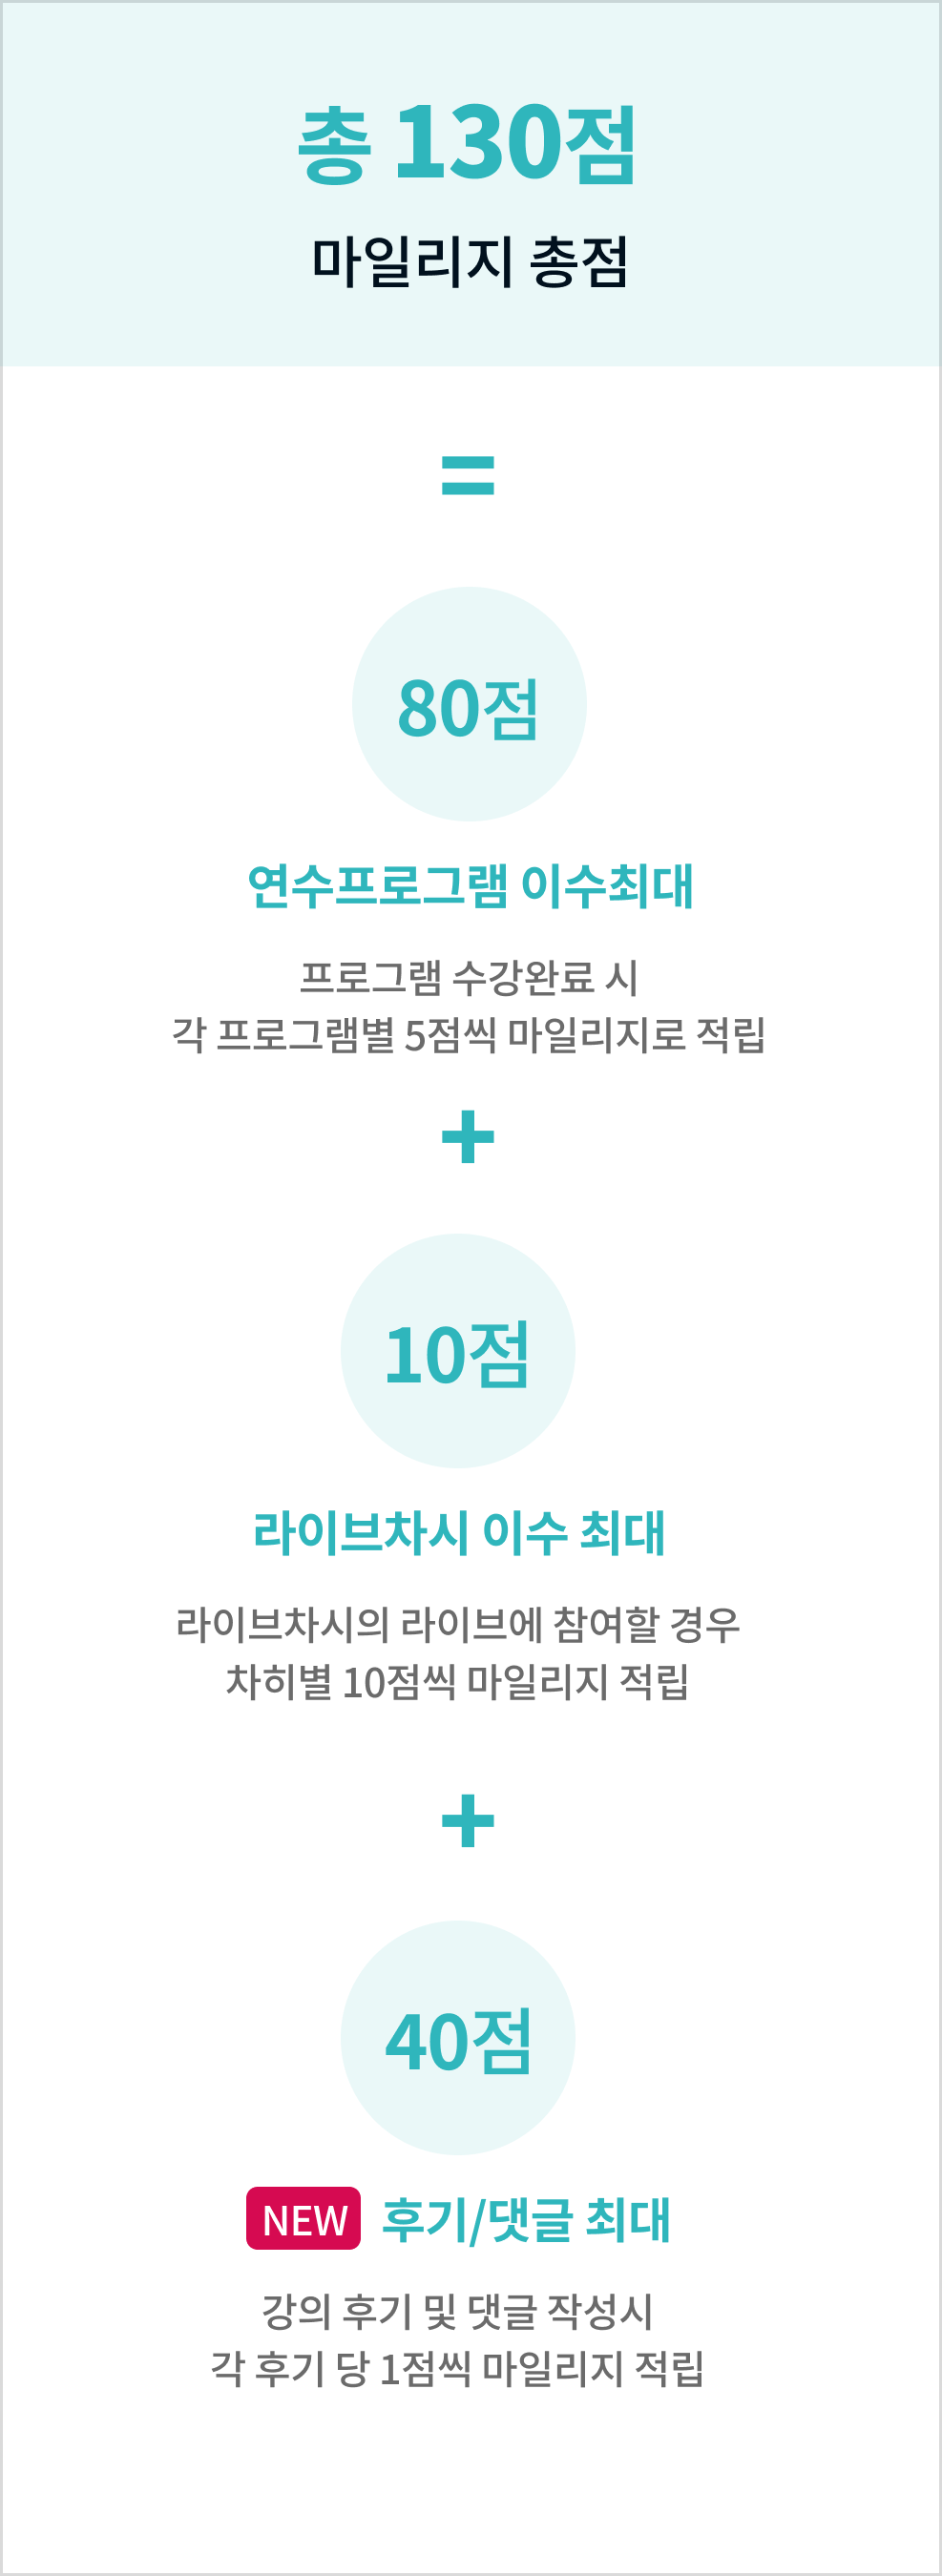 총 130점
마일리지 총점
=
80점
연수프로그램 이수최대
프로그램 수강완료 시
각 프로그램별 5점씩 마일리지로 적립
+
10점
라이브차시 이수 최대
라이브차시의 라이브에 참여할 경우
차히별 10점씩 마일리지 적립
+
40점
NEW 후기/댓글 최대
강의 후기 및 댓글 작성시
각 후기 당 1점씩 마일리지 적립